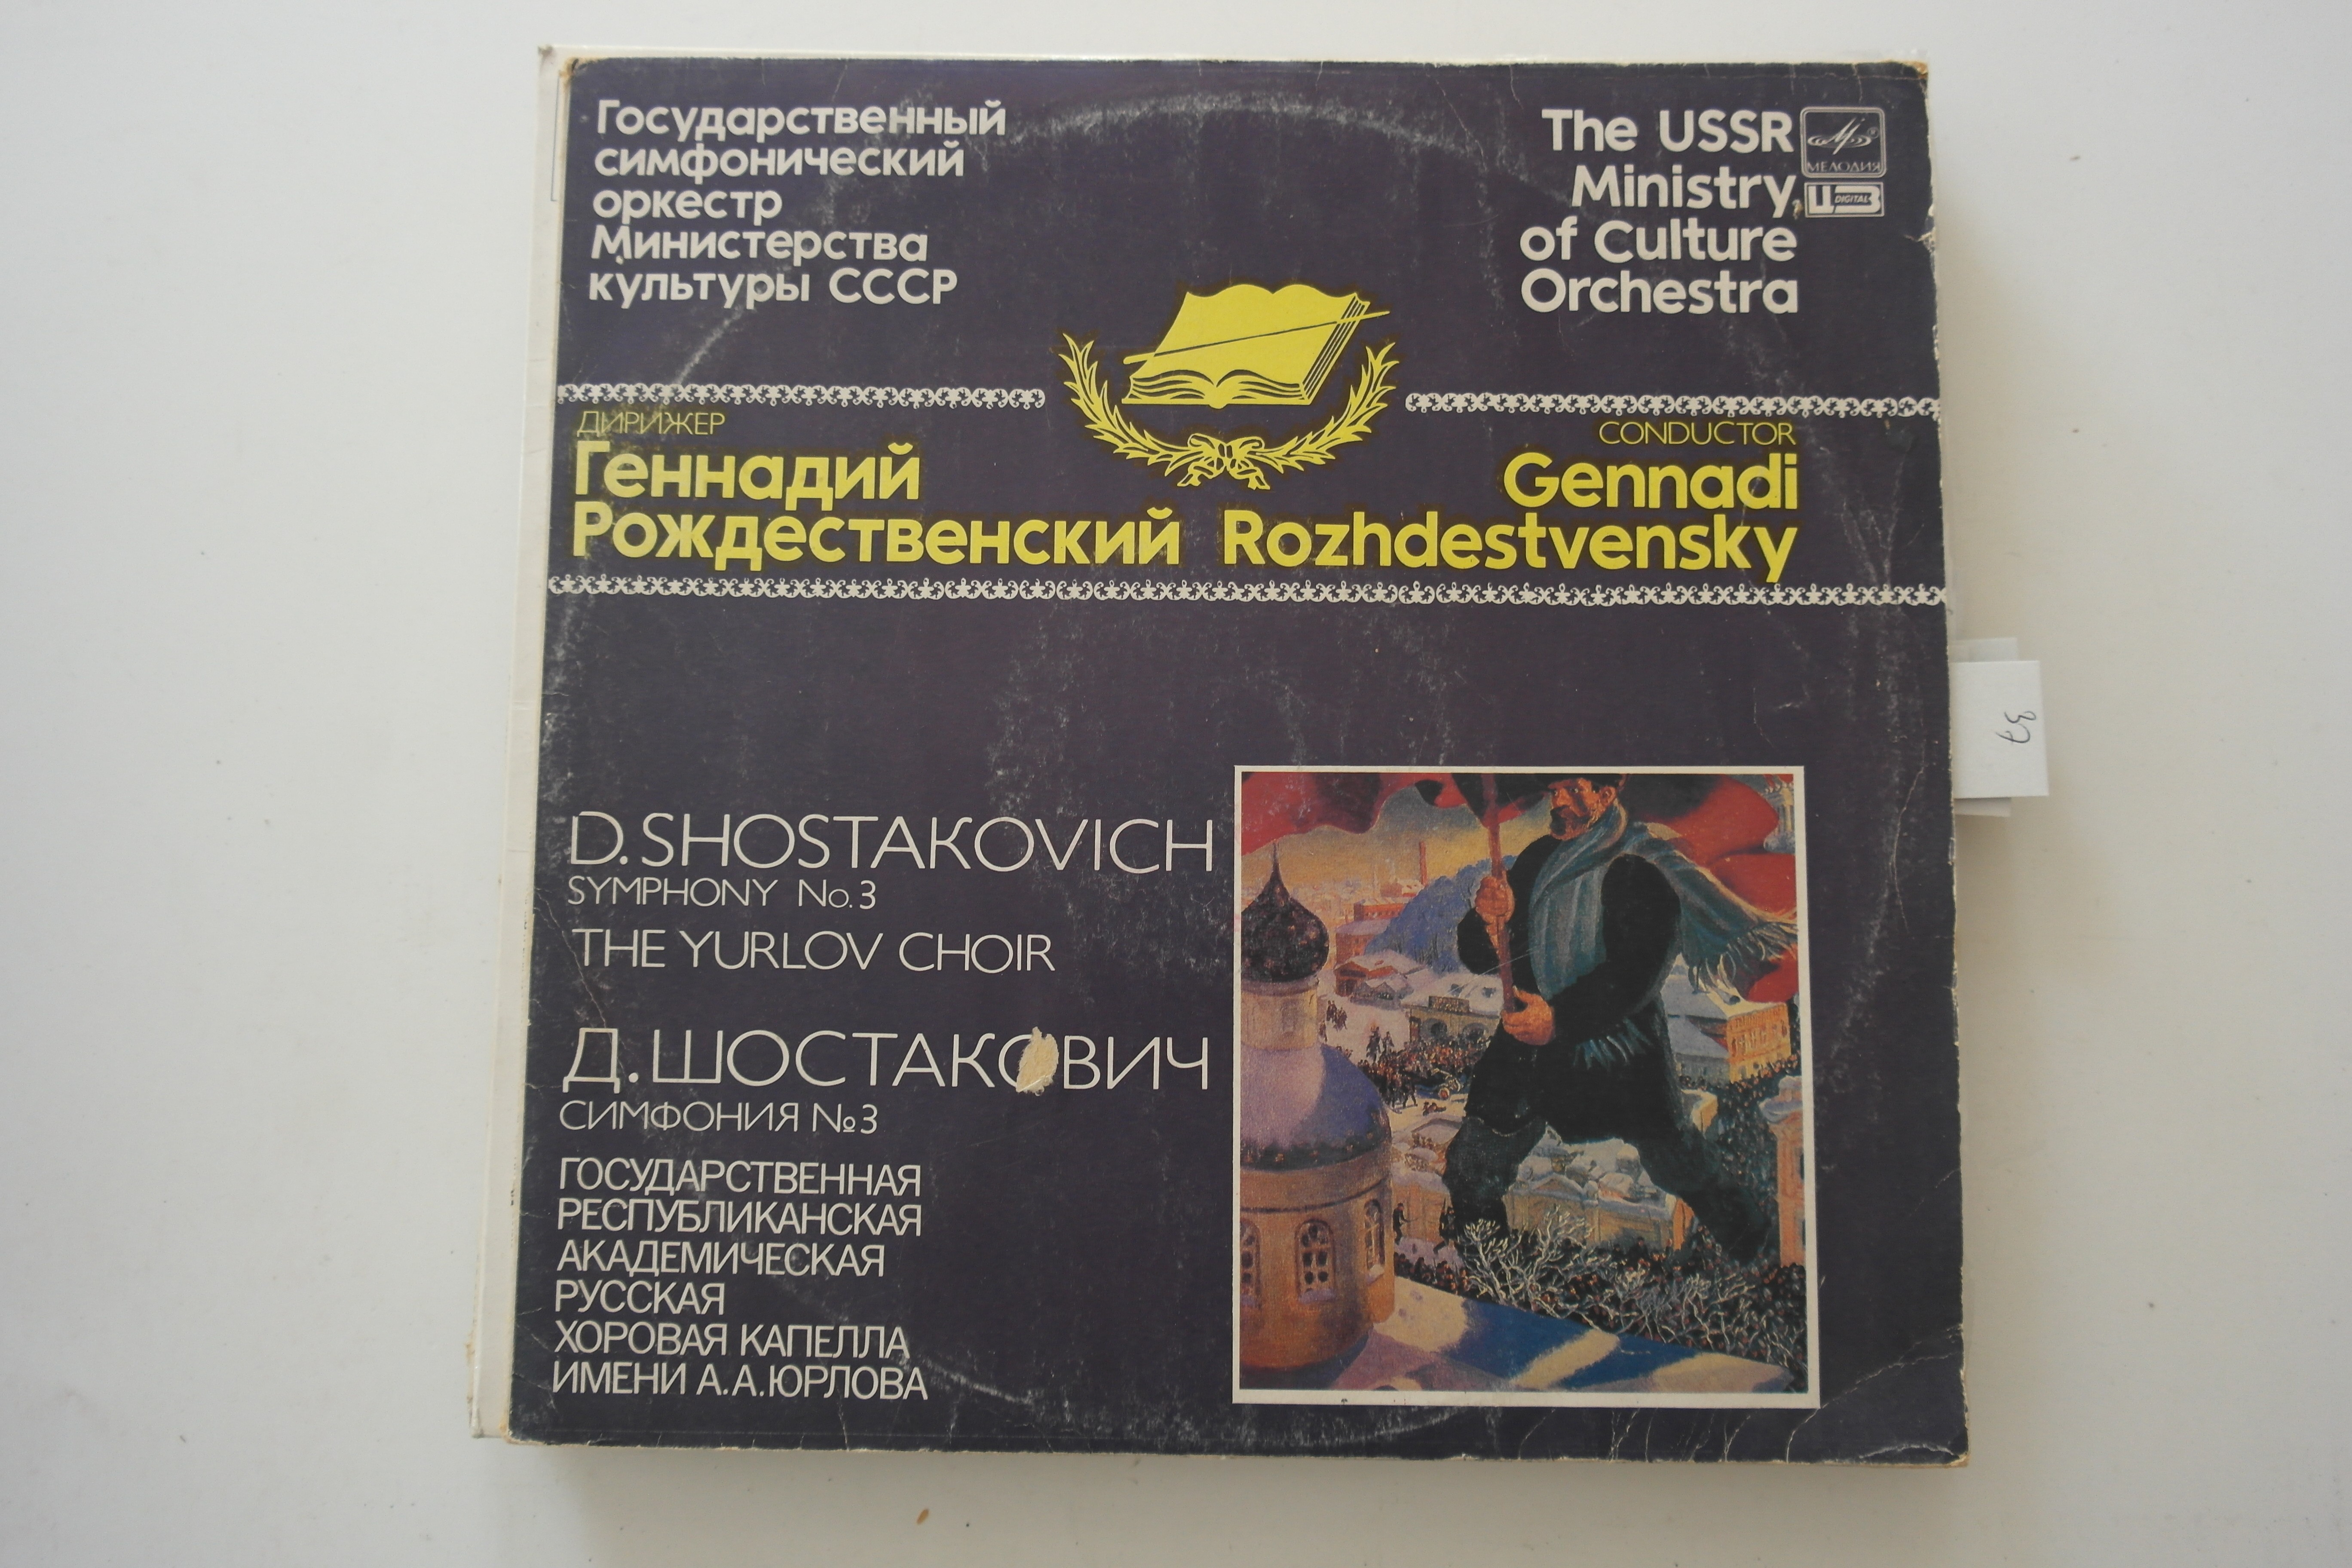 Государственный
симфонический
оркестр
Министерства
культуры СССР
The USSR
Ministry
of Culture
Orchestra
МЕЛОДИЯ
DIGITAL
ДИРИЖЕР
Геннадий
Рождественский
CONDUCTOR
Gennadi
Rozhdestvensky
D. SHOSTAKOVICH
SYMPHONY No. 3
THE YURLOV CHOIR
Д. ШОСТАКОВИЧ
СИМФОНИЯ №3
ГОСУДАРСТВЕННАЯ
РЕСПУБЛИКАНСКАЯ
АКАДЕМИЧЕСКАЯ
РУССКАЯ
ХОРОВАЯ КАПЕЛЛА
ИМЕНИ А.А.ЮРЛОВА